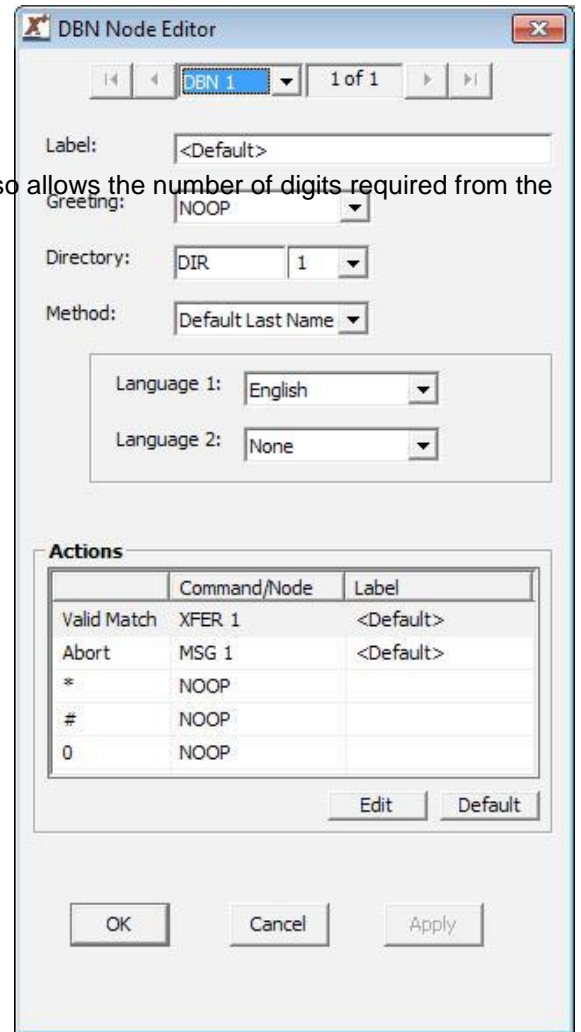 DBN Node Editor
DBN 1 1 of 1
Label: <Default>
so allows the number of digits required from the
Greeting: NOOP
Directory: DIR 1
Method: Default Last Name
Language 1: English
Language 2: None
Actions
Command/Node Label
Valid Match XFER 1 <Default>
Abort MSG 1 <Default>
* NOOP
# NOOP
0 NOOP
Edit Default
OK Cancel Apply